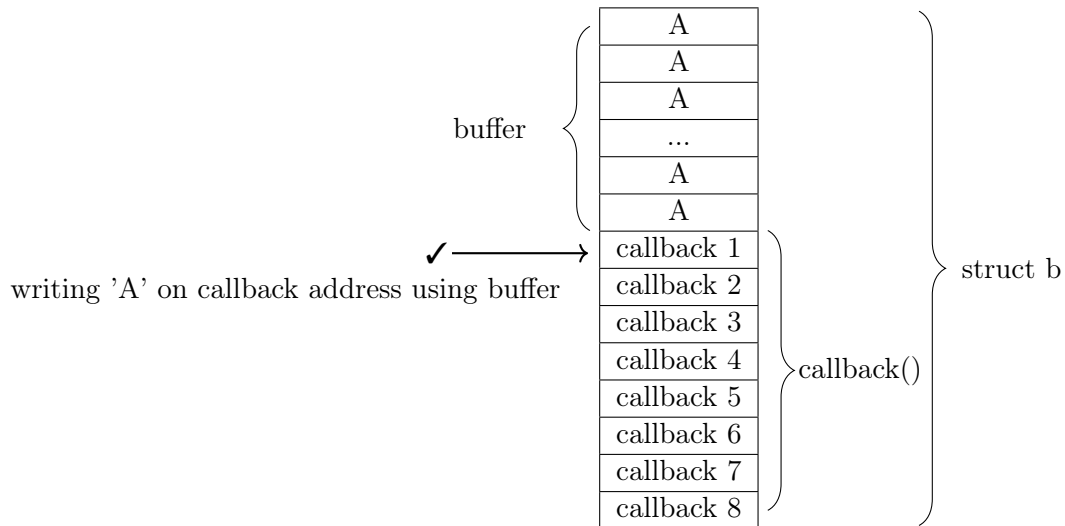 A
A
A
buffer
...
A
A
callback 1
writing 'A' on callback address using buffer
callback 2
struct b
callback 3
callback 4
callback()
callback 5
callback 6
callback 7
callback 8